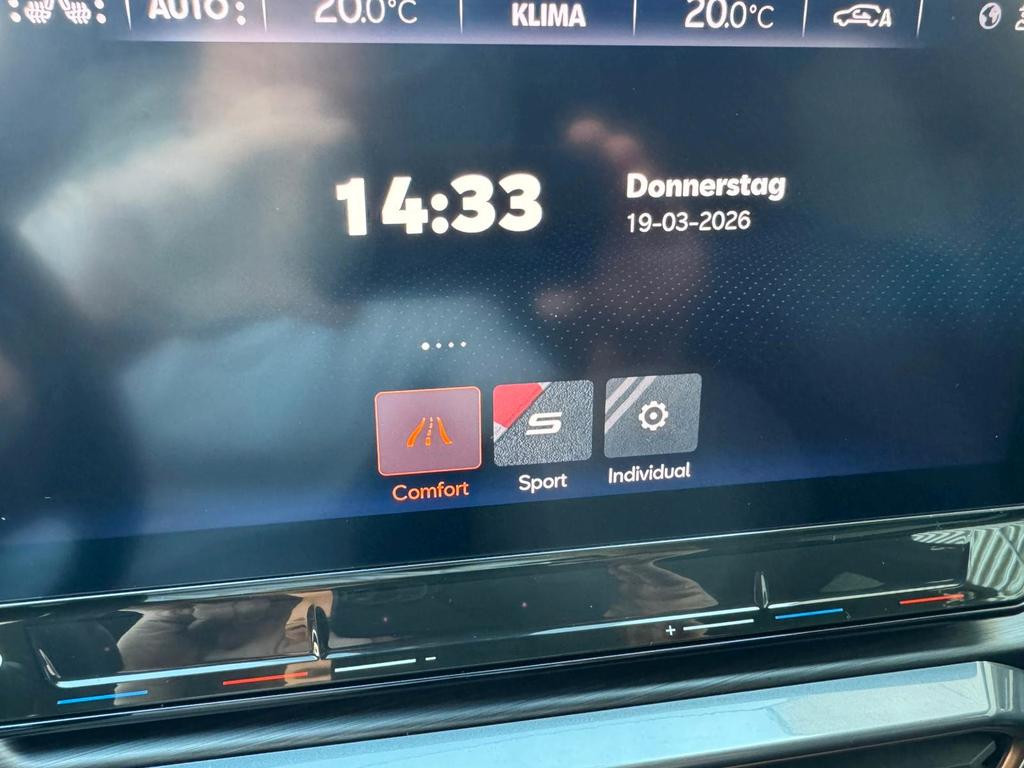 AUTO
20.0°C
KLIMA
20.0°C
A
14:33
Donnerstag
19-03-2026
S
Comfort
Sport
Individual
+
-